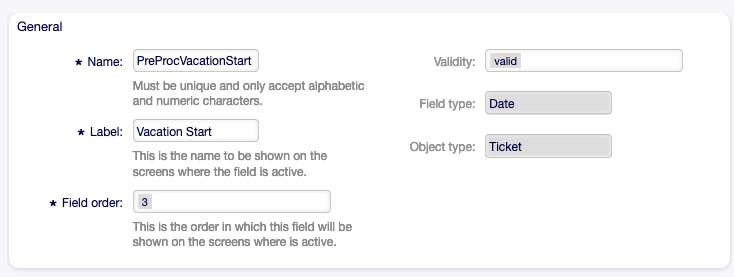 General
* Name: PreProcVacationStart
Must be unique and only accept alphabetic
and numeric characters.
* Label: Vacation Start
This is the name to be shown on the
screens where the field is active.
* Field order: 3
This is the order in which this field will be
shown on the screens where is active.
Validity: valid
Field type: Date
Object type: Ticket